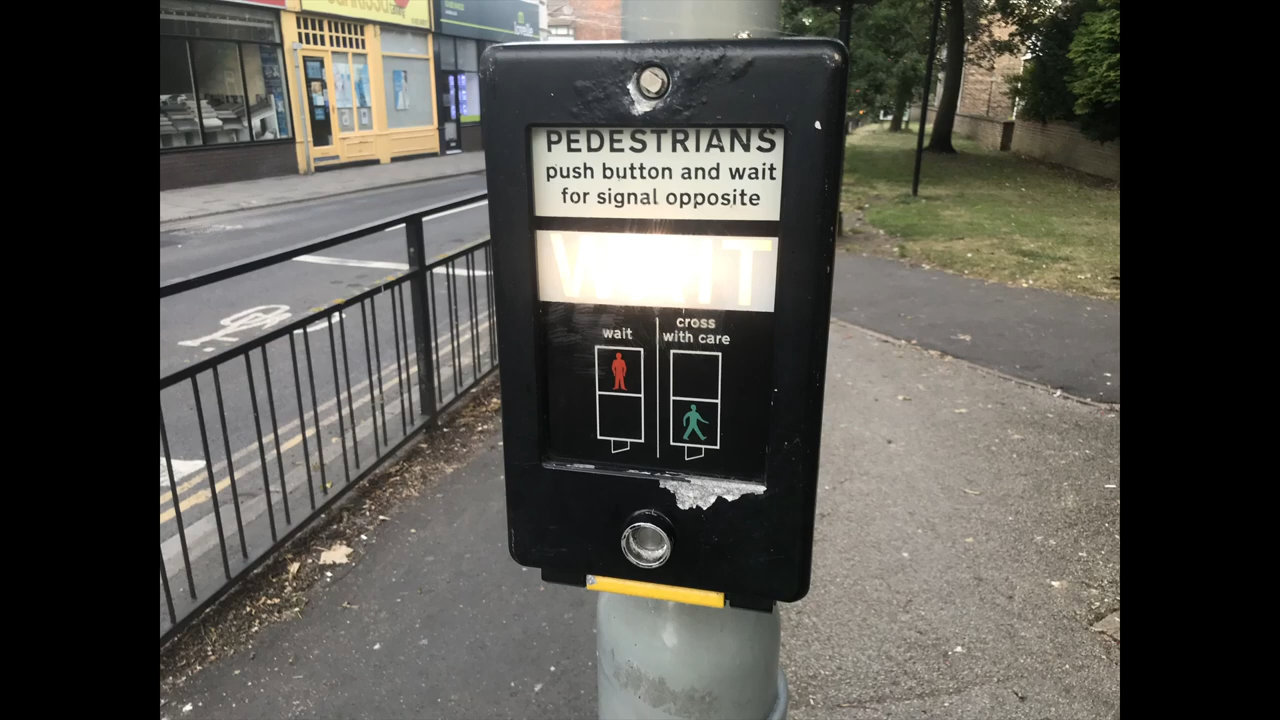 PEDESTRIANS
push button and wait
for signal opposite
WAIT
wait
cross
with care